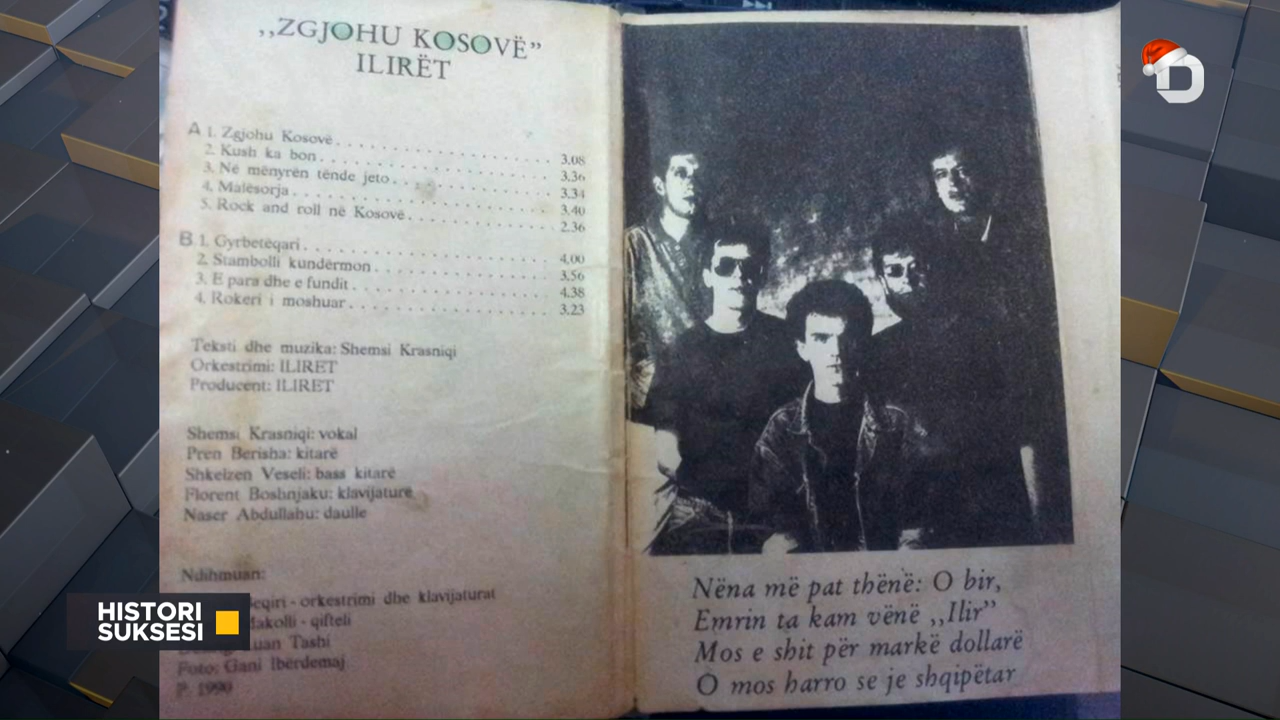 ,,ZGJOHU KOSOVË”
ILIRËT
A 1. Zgjohu Kosovë . . . . . . . . . . . . . . . . . 3.08
2. Kush ka bon . . . . . . . . . . . . . . . . . 3.36
3. Në mënyrën tënde jeto . . . . . . . . . . . . . 3.34
4. Malësorja . . . . . . . . . . . . . . . . . 3.40
5. Rock and roll në Kosovë . . . . . . . . . . . . 2.36
B 1. Gyrbetëqari . . . . . . . . . . . . . . . . . 4,00
2. Stambolli kundërmon . . . . . . . . . . . . . 3.56
3. E para dhe e fundit . . . . . . . . . . . . . . 4.38
4. Rokeri i moshuar . . . . . . . . . . . . . . . 3.23
Teksti dhe muzika: Shemsi Krasniqi
Orkestrimi: ILIRET
Producent: ILIRET
Shemsi Krasniqi: vokal
Pren Berisha: kitarë
Shkelzen Veseli: bass kitarë
Florent Boshnjaku: klavijaturë
Naser Abdullahu: daulle
Ndihmuan:
- orkestrimi dhe klavijaturat
- qifteli
Tashi
Foto: Gani Ibërdemaj
P. 1990
Nëna më pat thënë: O bir,
Emrin ta kam vënë ,,Ilir”
Mos e shit për markë dollarë
O mos harro se je shqipëtar
HISTORI
SUKSESI
D